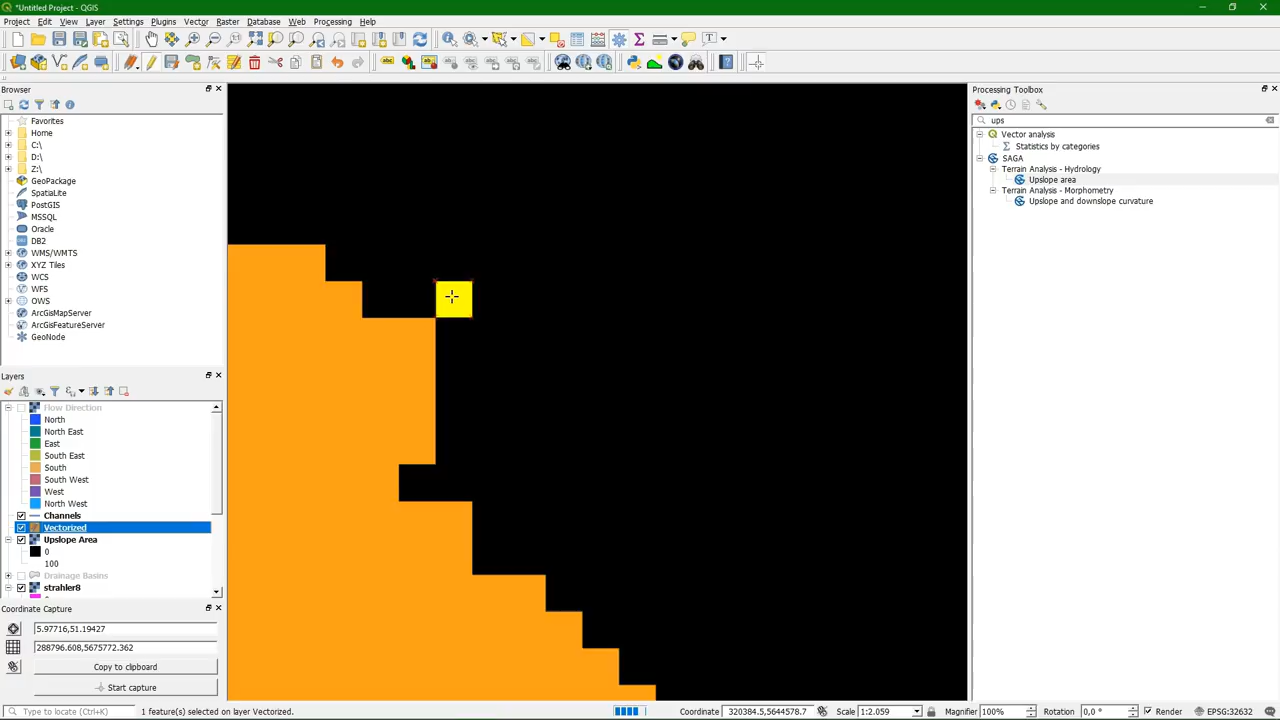 *Untitled Project - QGIS
Project Edit View Layer Settings Plugins Vector Raster Database Web Processing Help
Browser
Favorites
Home
C:\
D:\
Z:\
GeoPackage
SpatiaLite
PostGIS
MSSQL
Oracle
DB2
WMS/WMTS
XYZ Tiles
WCS
WFS
OWS
ArcGisMapServer
ArcGisFeatureServer
GeoNode
Layers
Flow Direction
North
North East
East
South East
South
South West
West
North West
Channels
Vectorized
Upslope Area
0
100
Drainage Basins
strahler8
Coordinate Capture
5.97716,51.19427
288796.608,5675772.362
Copy to clipboard
Start capture
Processing Toolbox
ups
Vector analysis
Statistics by categories
SAGA
Terrain Analysis - Hydrology
Upslope area
Terrain Analysis - Morphometry
Upslope and downslope curvature
Type to locate (Ctrl+K) 1 feature(s) selected on layer Vectorized. Coordinate 320384.5,5644578.7 Scale 1:2.059 Magnifier 100% Rotation 0,0 ° Render EPSG:32632